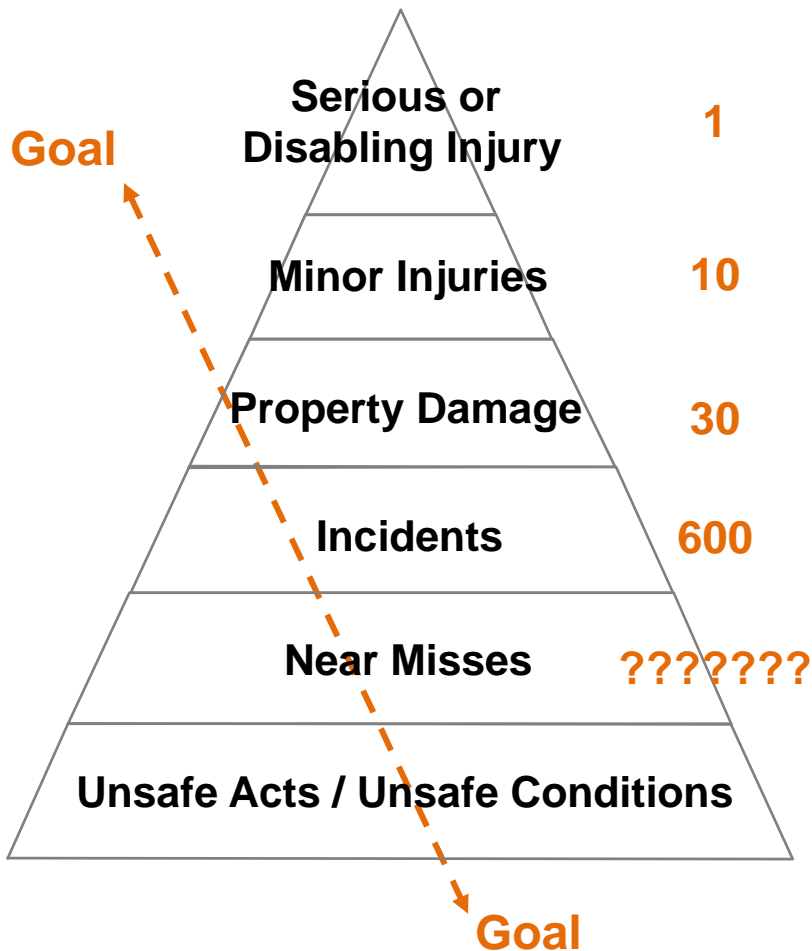 Serious or
Disabling Injury
1
Goal
Minor Injuries
10
Property Damage
30
Incidents
600
Near Misses
???????
Unsafe Acts / Unsafe Conditions
Goal